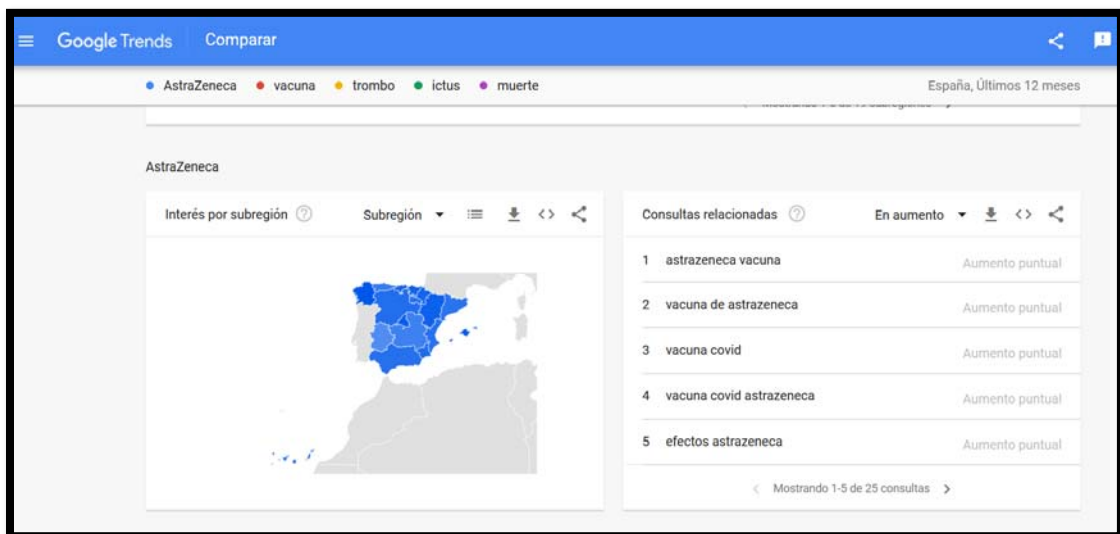 Google Trends Comparar
AstraZeneca vacuna trombo ictus muerte España, Últimos 12 meses
AstraZeneca
Interés por subregión Subregión
Consultas relacionadas En aumento
1 astrazeneca vacuna Aumento puntual
2 vacuna de astrazeneca Aumento puntual
3 vacuna covid Aumento puntual
4 vacuna covid astrazeneca Aumento puntual
5 efectos astrazeneca Aumento puntual
Mostrando 1-5 de 25 consultas